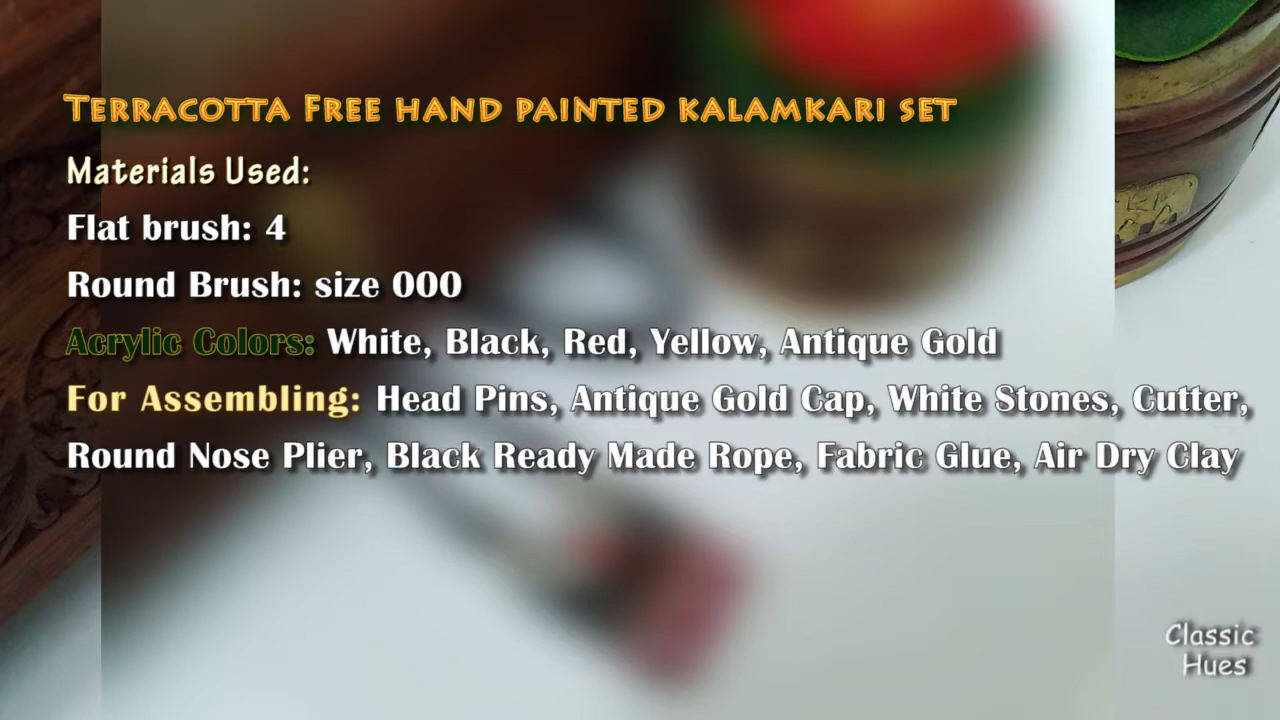 Terracotta Free hand painted kalamkari set
Materials Used:
Flat brush: 4
Round Brush: size 000
Acrylic Colors: White, Black, Red, Yellow, Antique Gold
For Assembling: Head Pins, Antique Gold Cap, White Stones, Cutter,
Round Nose Plier, Black Ready Made Rope, Fabric Glue, Air Dry Clay
Classic
Hues